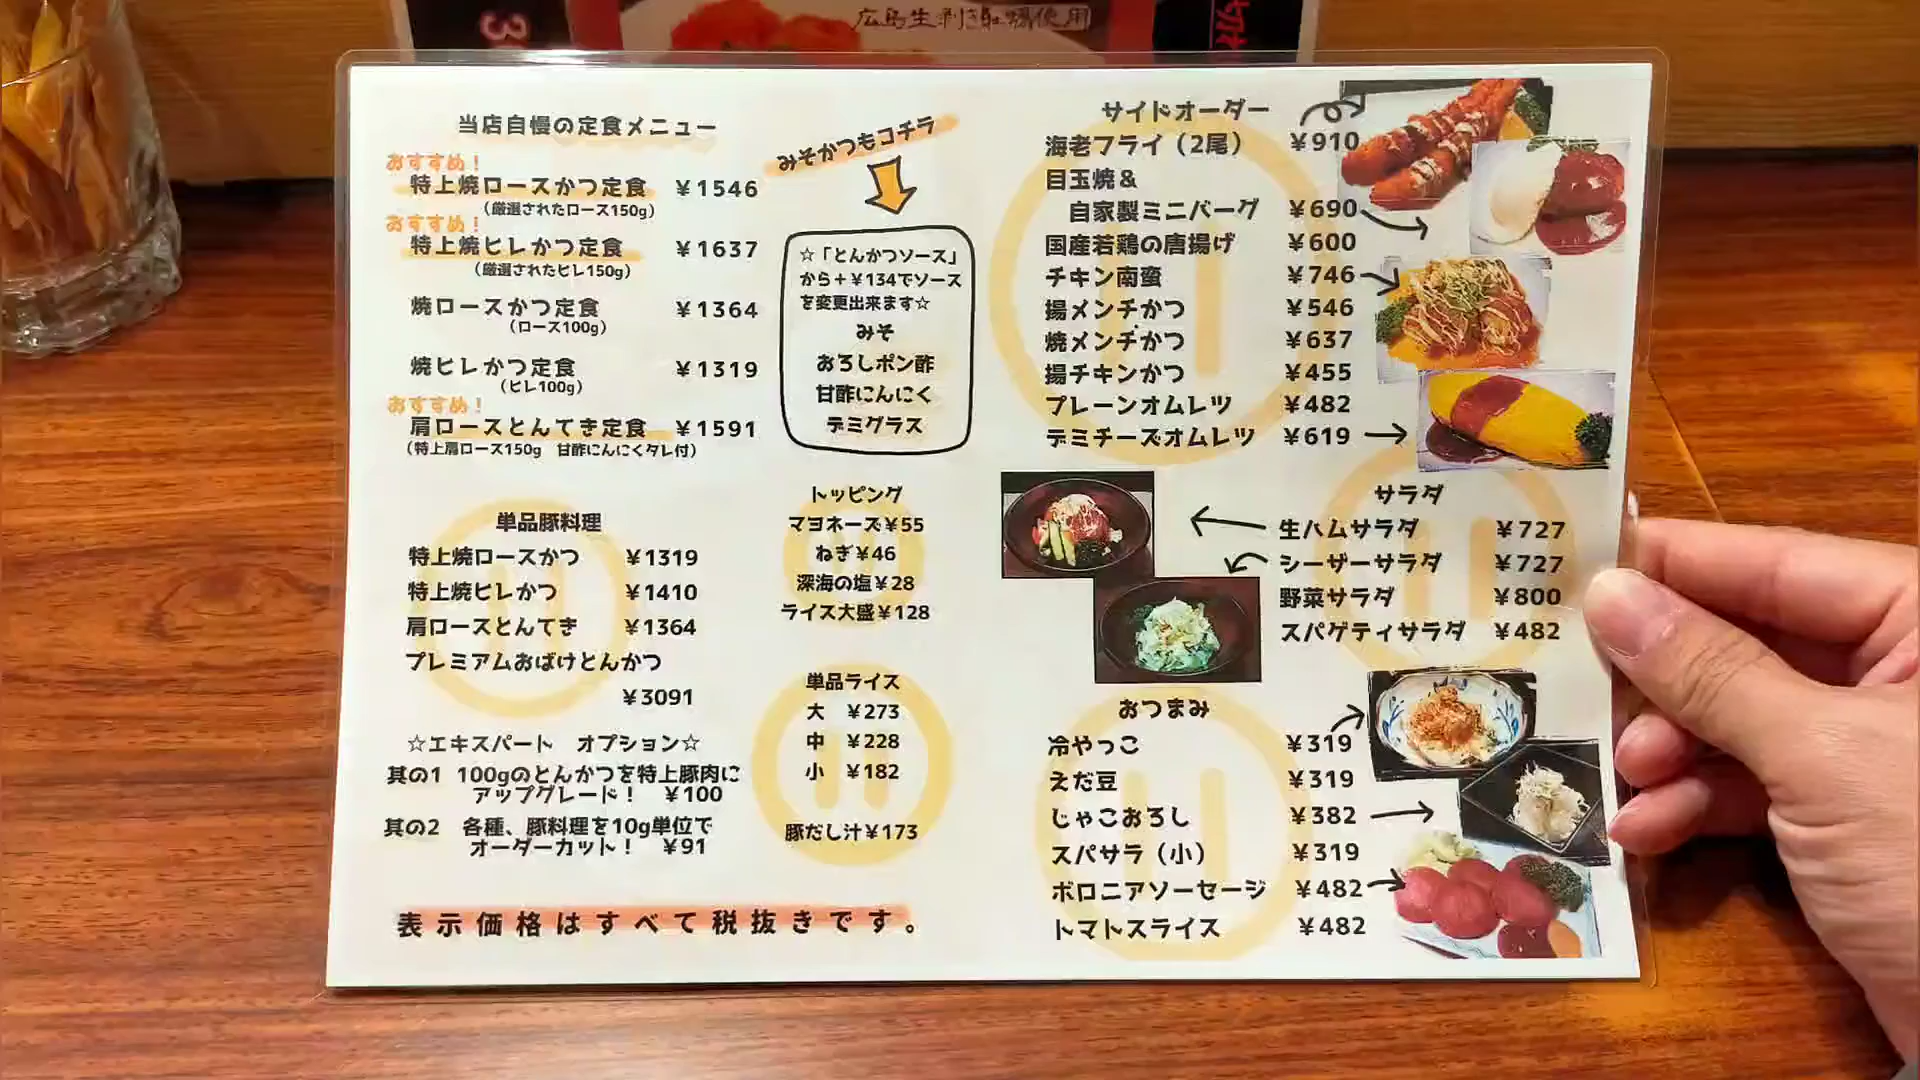 広島生剥き牡蠣使用
当店自慢の定食メニュー
おすすめ！
特上焼ロースかつ定食 ￥1546
（厳選されたロース150g）
おすすめ！
特上焼ヒレかつ定食 ￥1637
（厳選されたヒレ150g）
焼ロースかつ定食 ￥1364
（ロース100g）
焼ヒレかつ定食 ￥1319
（ヒレ100g）
おすすめ！
肩ロースとんてき定食 ￥1591
（特上肩ロース150g 甘酢にんにくタレ付）
単品豚料理
特上焼ロースかつ ￥1319
特上焼ヒレかつ ￥1410
肩ロースとんてき ￥1364
プレミアムおばけとんかつ
￥3091
☆エキスパート オプション☆
其の1 100gのとんかつを特上豚肉に
アップグレード！ ￥100
其の2 各種、豚料理を10g単位で
オーダーカット！ ￥91
表示価格はすべて税抜きです。
みそかつもコチラ
☆「とんかつソース」
から＋￥134でソース
を変更出来ます☆
みそ
おろしポン酢
甘酢にんにく
デミグラス
トッピング
マヨネーズ￥55
ねぎ￥46
深海の塩￥28
ライス大盛￥128
単品ライス
大 ￥273
中 ￥228
小 ￥182
豚だし汁￥173
サイドオーダー
海老フライ（2尾） ￥910
目玉焼＆
自家製ミニバーグ ￥690
国産若鶏の唐揚げ ￥600
チキン南蛮 ￥746
揚メンチかつ ￥546
焼メンチかつ ￥637
揚チキンかつ ￥455
プレーンオムレツ ￥482
デミチーズオムレツ ￥619
サラダ
生ハムサラダ ￥727
シーザーサラダ ￥727
野菜サラダ ￥800
スパゲティサラダ ￥482
おつまみ
冷やっこ ￥319
えだ豆 ￥319
じゃこおろし ￥382
スパサラ（小） ￥319
ボロニアソーセージ ￥482
トマトスライス ￥482